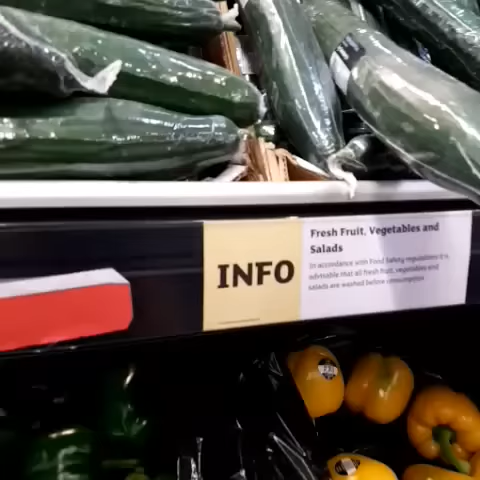 INFO
Fresh Fruit, Vegetables and
Salads
In accordance with Food Safety regulations it is
advisable that all fresh fruit, vegetables and
salads are washed before consumption